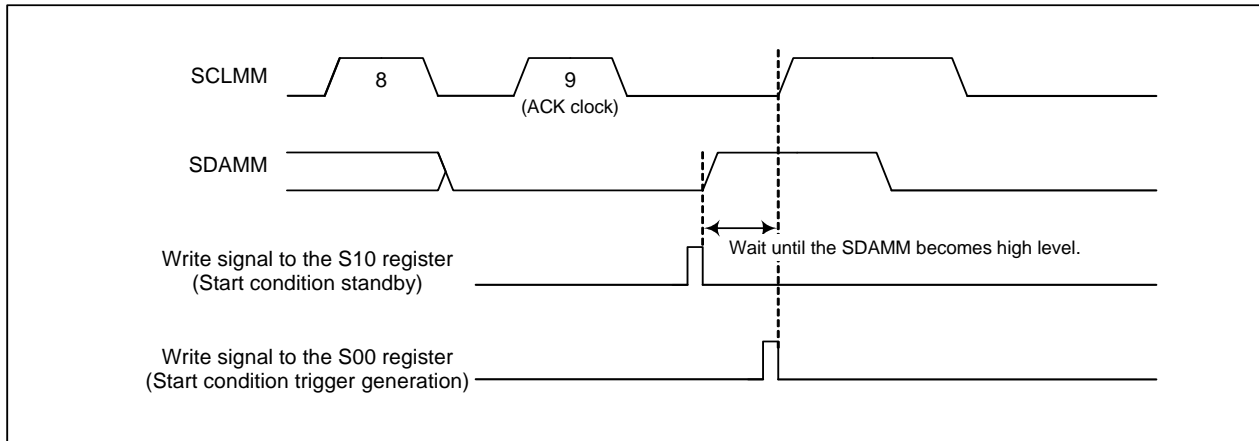 SCLMM
8
9
(ACK clock)
SDAMM
Wait until the SDAMM becomes high level.
Write signal to the S10 register
(Start condition standby)
Write signal to the S00 register
(Start condition trigger generation)